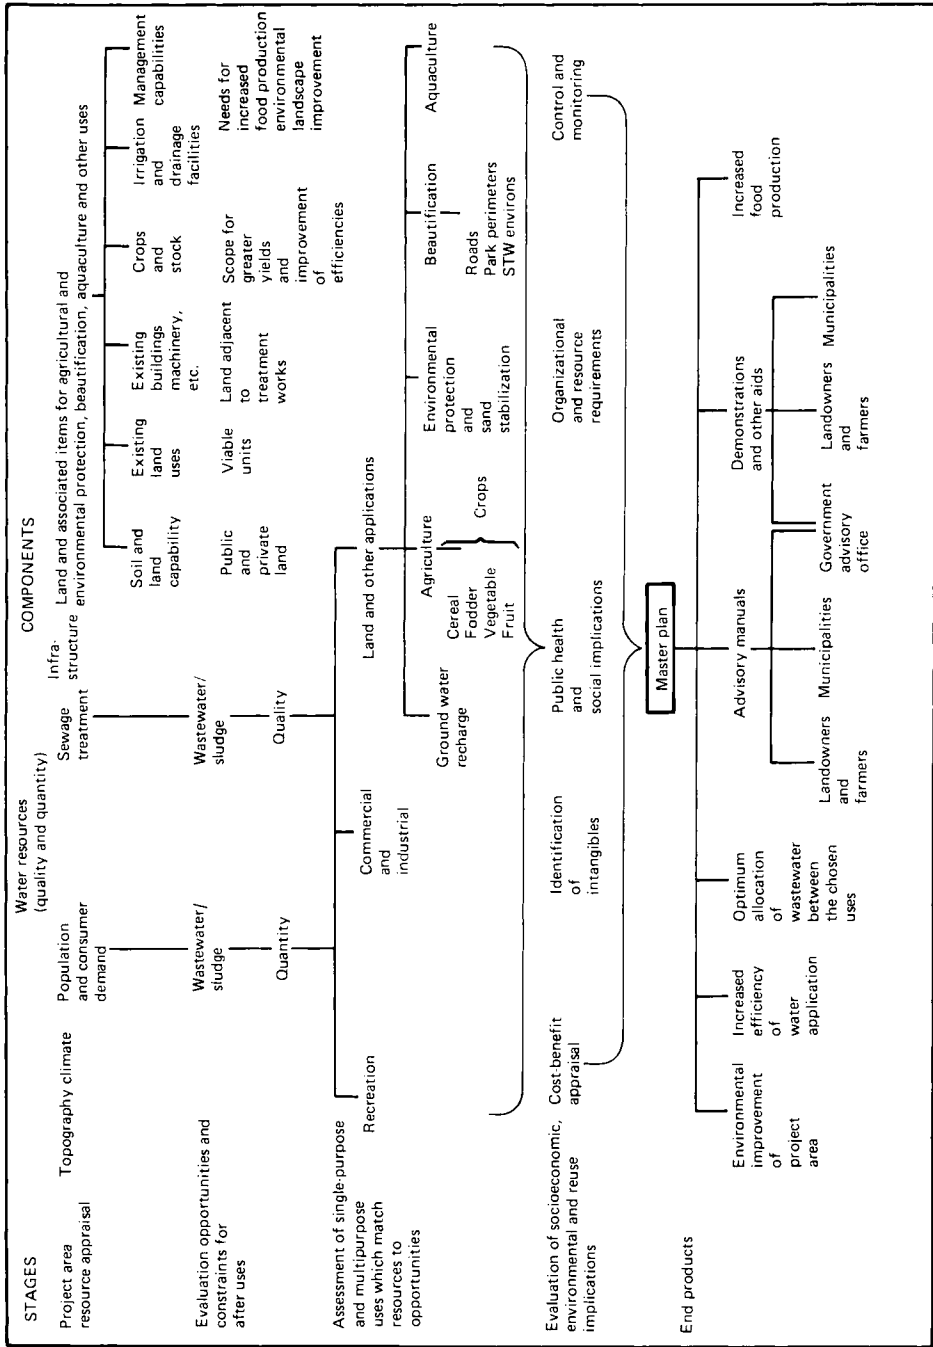 STAGES
COMPONENTS
Project area
resource appraisal
Topography climate
Water resources
(quality and quantity)
Population
and consumer
demand
Sewage
treatment
Infra-
structure
Land and associated items for agricultural and
environmental protection, beautification, aquaculture and other uses
Soil and
land
capability
Existing
land
uses
Existing
buildings
machinery,
etc.
Crops
and
stock
Irrigation
and
drainage
facilities
Management
capabilities
Evaluation opportunities and
constraints for
after uses
Wastewater/
sludge
Wastewater/
sludge
Public
and
private
land
Viable
units
Land adjacent
to
treatment
works
Scope for
greater
yields
and
improvement
of
efficiencies
Needs for
increased
food production
environmental
landscape
improvement
Quantity
Quality
Assessment of single-purpose
and multipurpose
uses which match
resources to
opportunities
Recreation
Commercial
and
industrial
Land and other applications
Ground water
recharge
Agriculture
Cereal
Fodder
Vegetable
Fruit
Crops
Environmental
protection
and
sand
stabilization
Beautification
Roads
Park perimeters
STW environs
Aquaculture
Evaluation of socioeconomic,
environmental and reuse
implications
Cost-benefit
appraisal
Identification
of
intangibles
Public health
and
social implications
Organizational
and resource
requirements
Control and
monitoring
Master plan
End products
Environmental
improvement
of
project
area
Increased
efficiency
of
water
application
Optimum
allocation
of
wastewater
between
the chosen
uses
Advisory manuals
Landowners
and
farmers
Municipalities
Government
advisory
office
Demonstrations
and other aids
Landowners
and
farmers
Municipalities
Increased
food
production